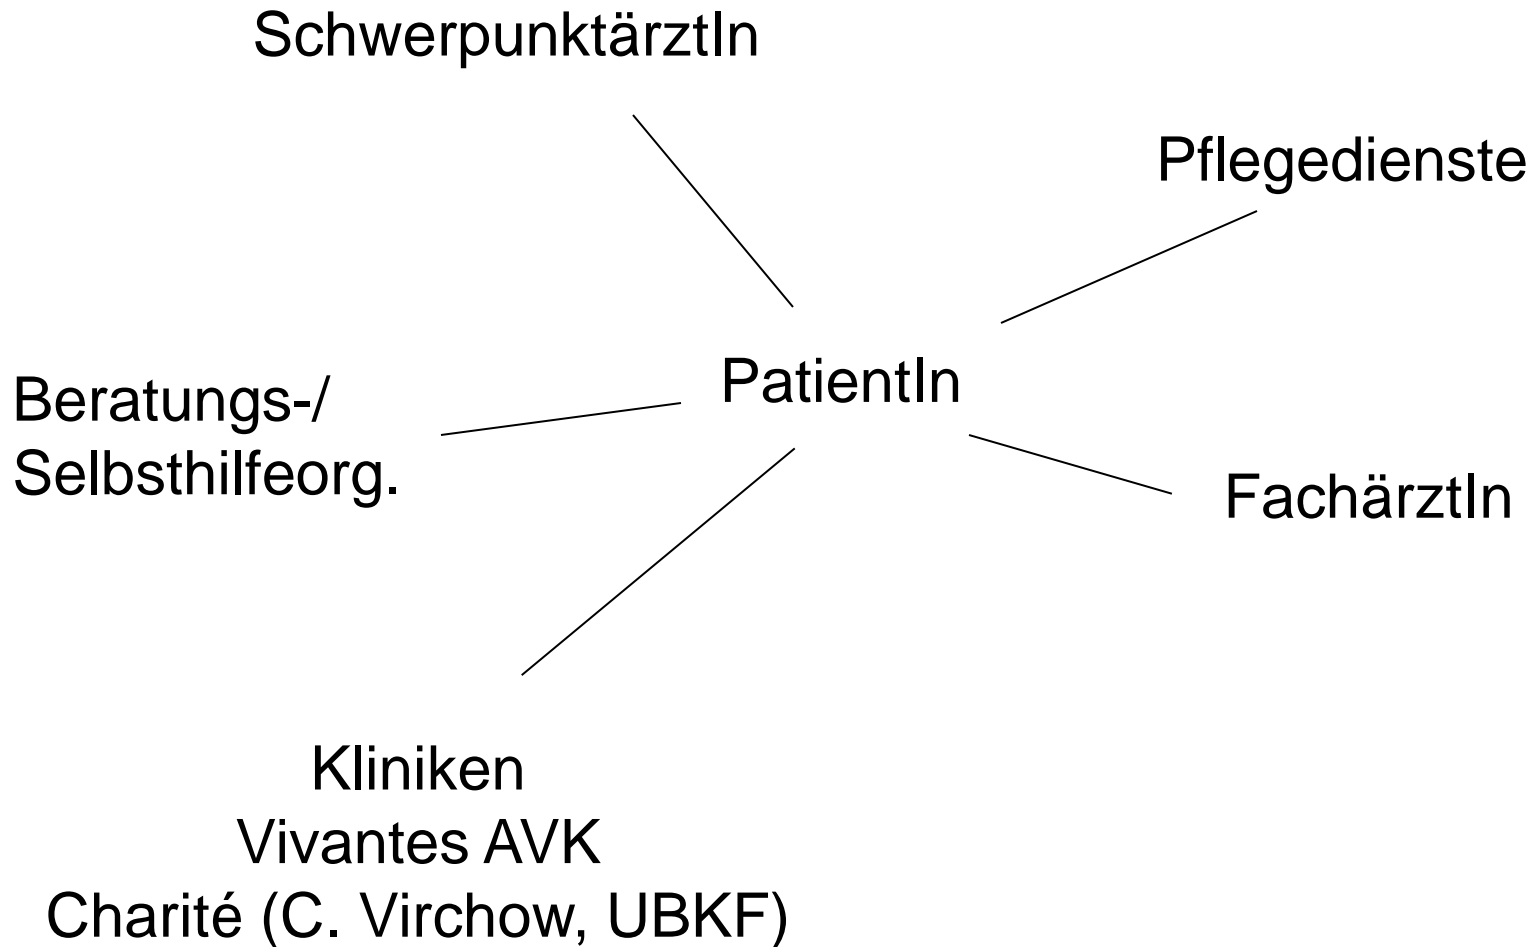 SchwerpunktärztIn
Pflegedienste
PatientIn
Beratungs-/
Selbsthilfeorg.
FachärztIn
Kliniken
Vivantes AVK
Charité (C. Virchow, UBKF)